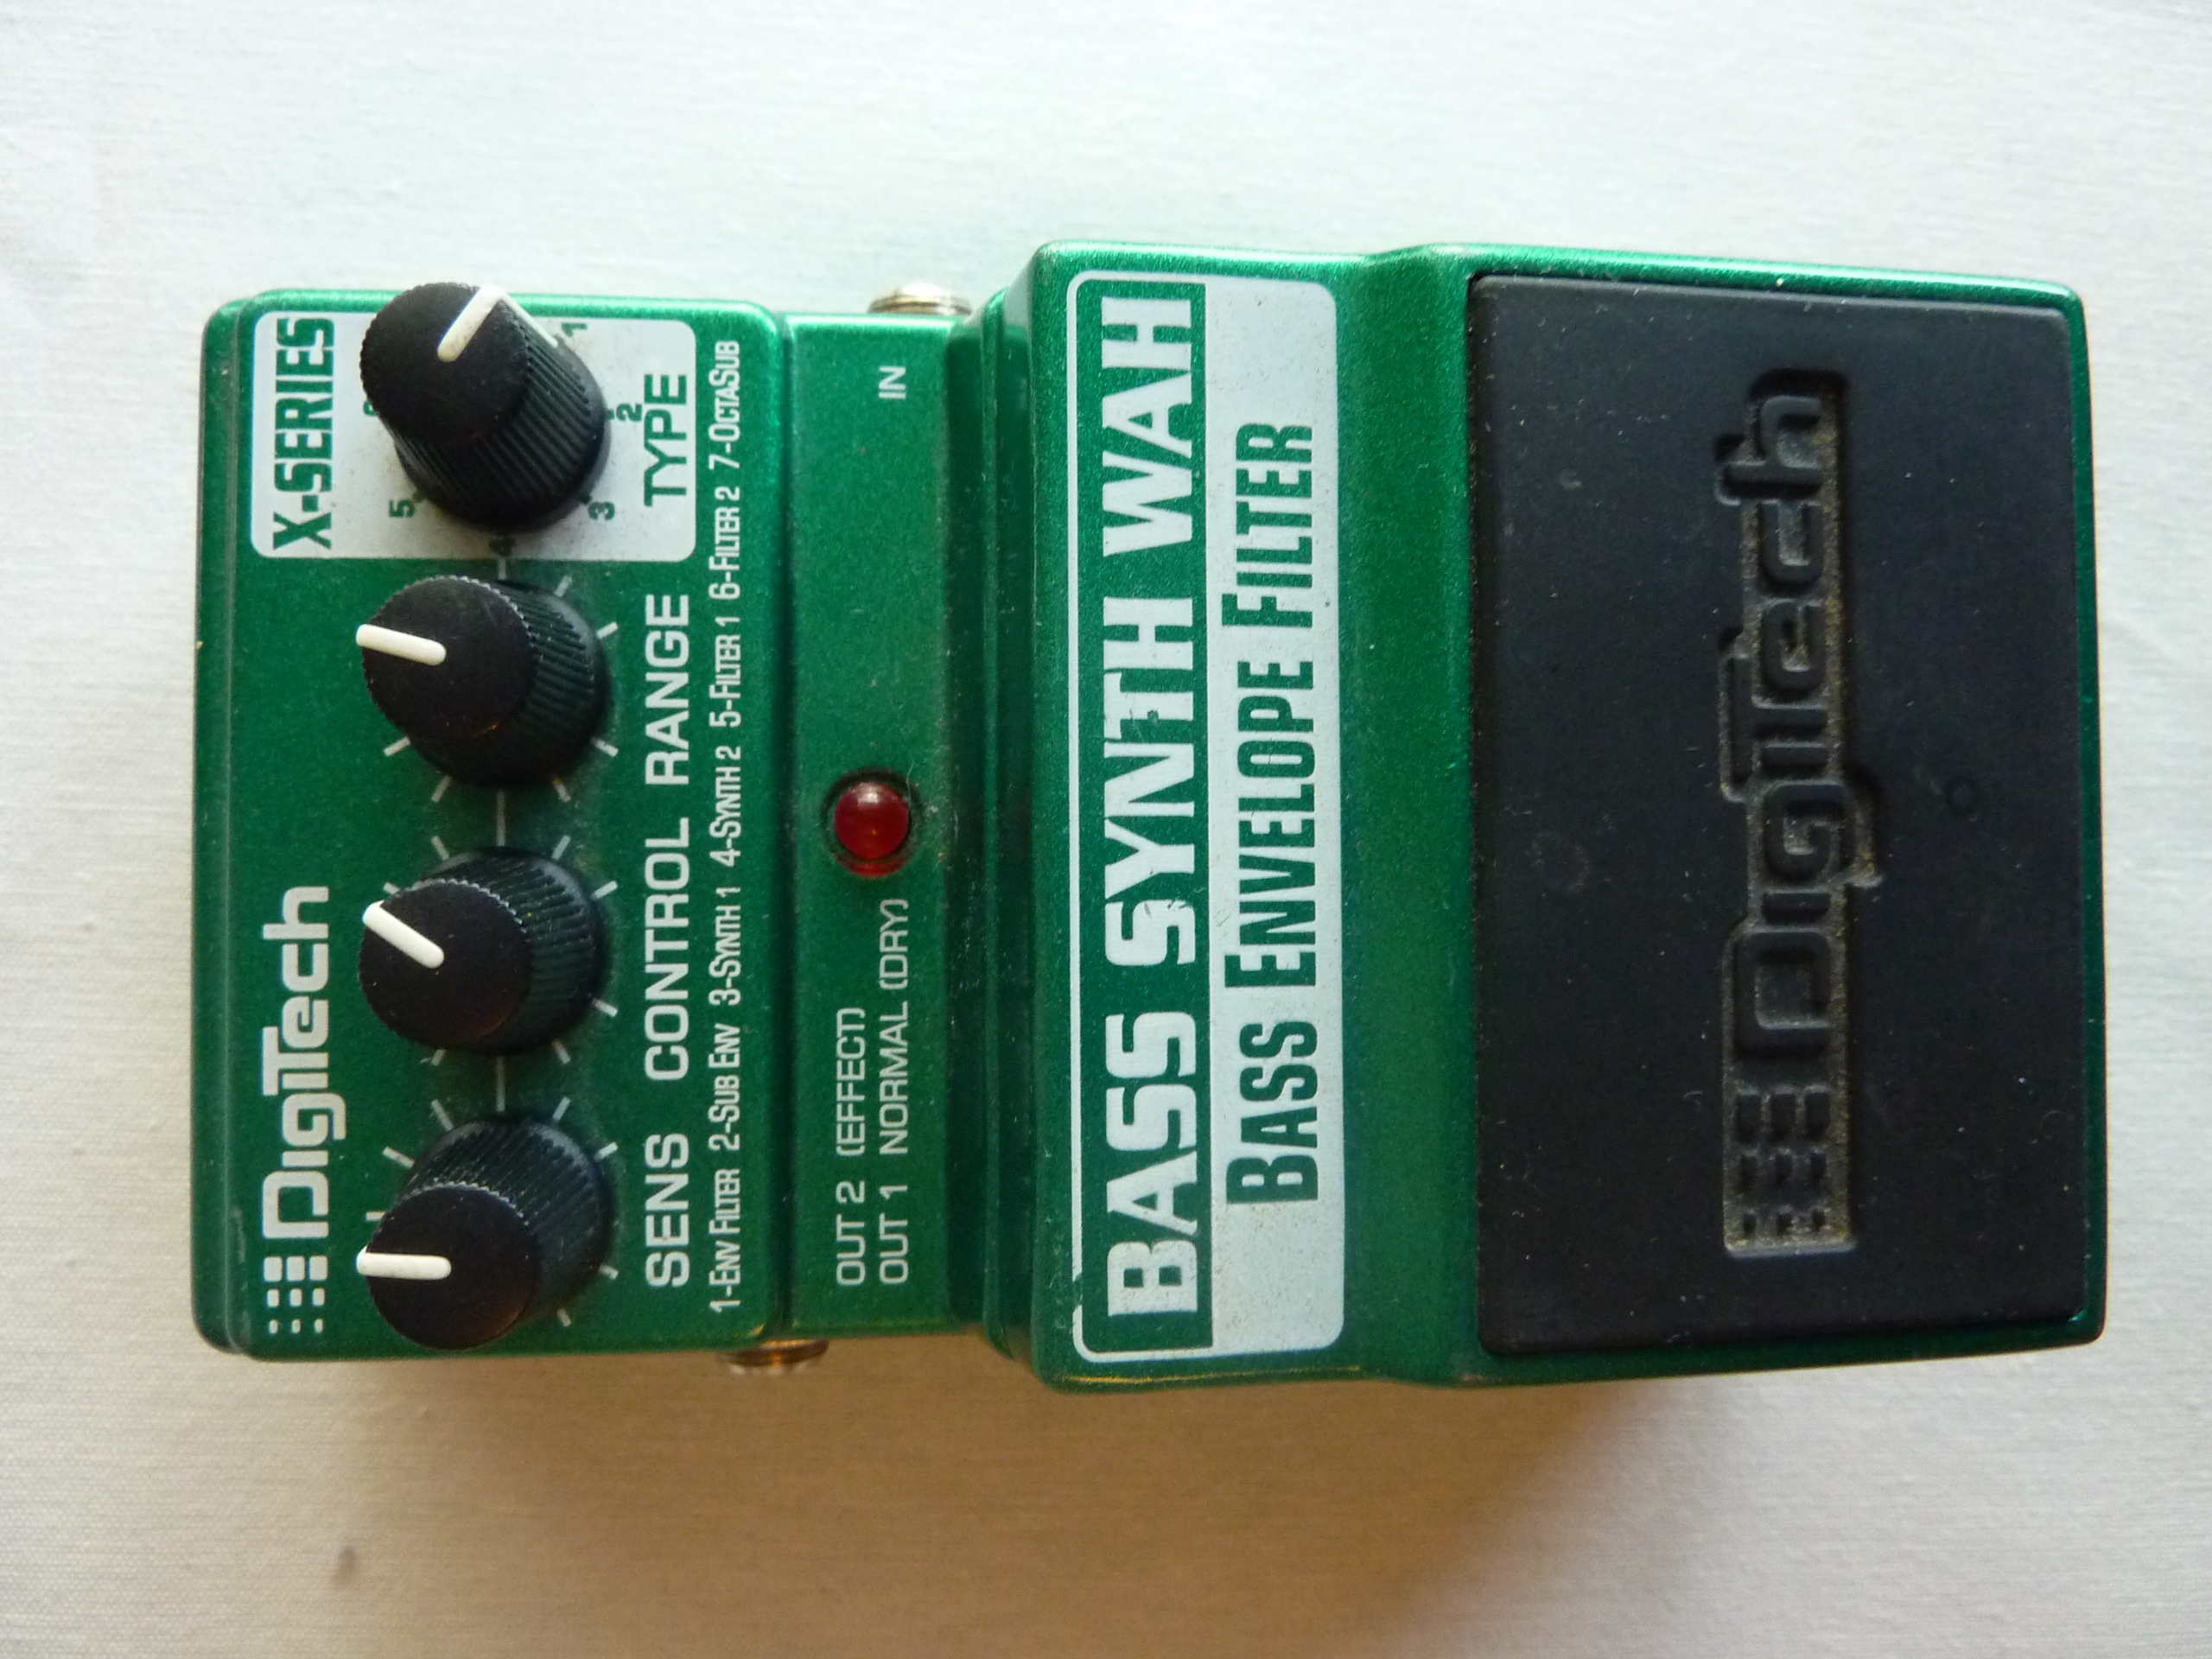 DigiTech
X-SERIES
5
4
3
2
1
SENS CONTROL RANGE TYPE
1-ENV FILTER 2-SUB ENV 3-SYNTH 1 4-SYNTH 2 5-FILTER 1 6-FILTER 2 7-OCTASUB
OUT 2 (EFFECT)
OUT 1 NORMAL (DRY)
IN
BASS SYNTH WAH
BASS ENVELOPE FILTER
DigiTech